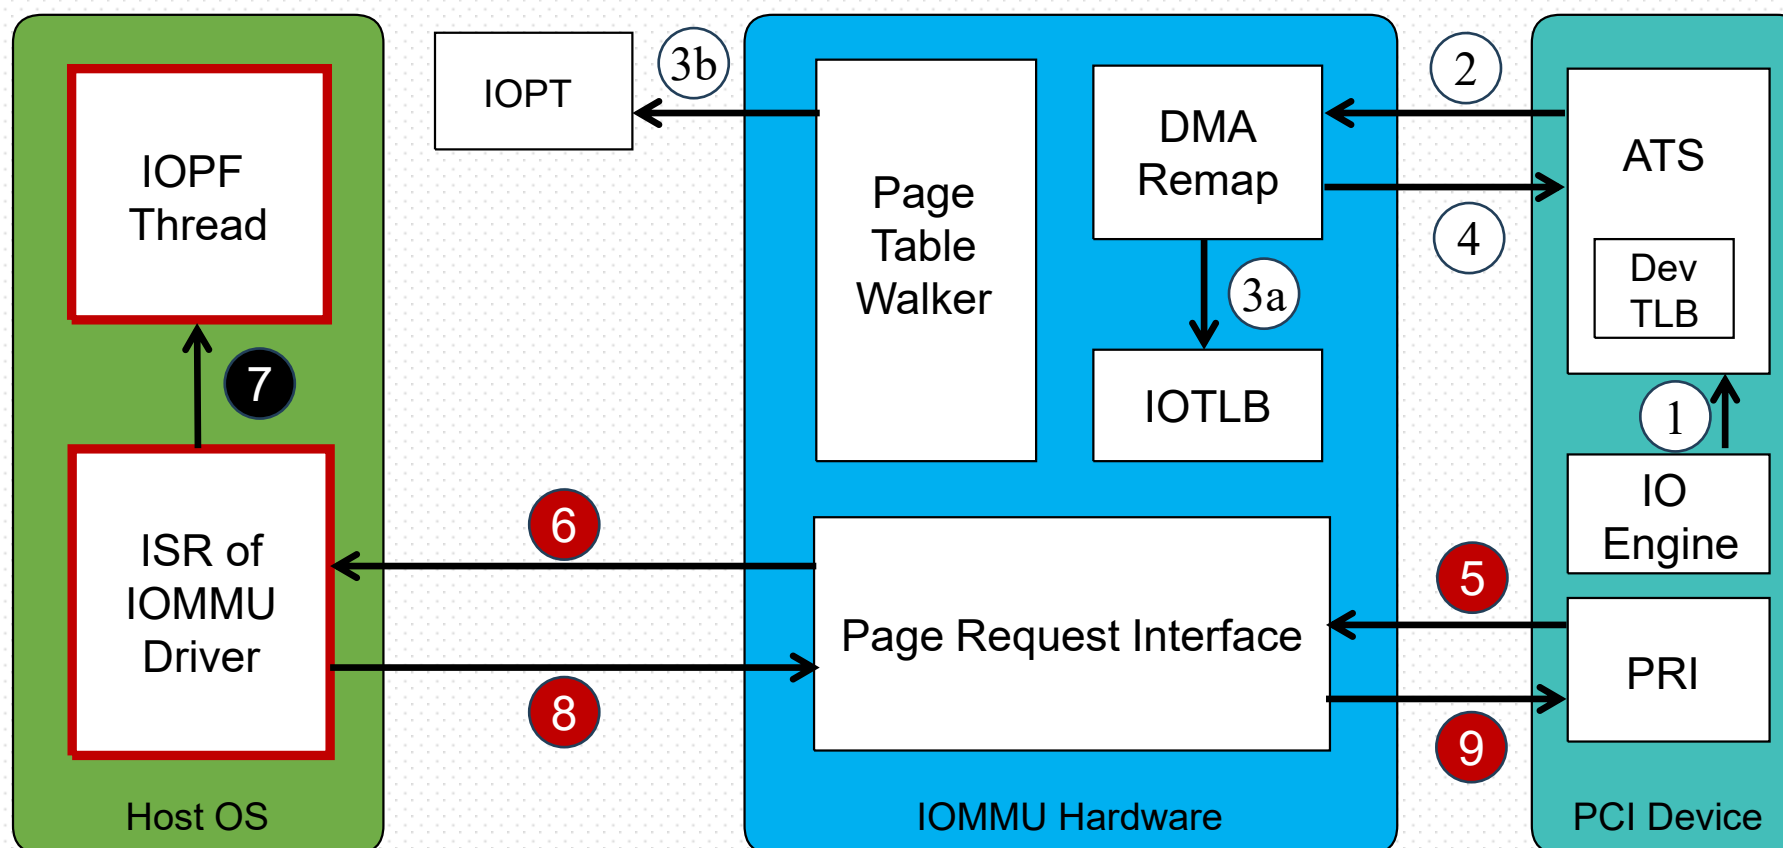 IOPF
Thread
7
ISR of
IOMMU
Driver
Host OS
IOPT
3b
6
8
Page
Table
Walker
DMA
Remap
3a
IOTLB
Page Request Interface
IOMMU Hardware
2
4
5
9
ATS
Dev
TLB
1
IO
Engine
PRI
PCI Device